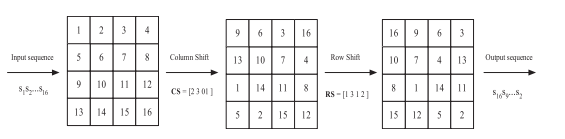 Input sequence
S1S2....S16
1 2 3 4
5 6 7 8
9 10 11 12
13 14 15 16
Column Shift
CS = [2 3 01 ]
9 6 3 16
13 10 7 4
1 14 11 8
5 2 15 12
Row Shift
RS = [1 3 1 2 ]
16 9 6 3
10 7 4 13
8 1 14 11
15 12 5 2
Output sequence
S16S9....S2